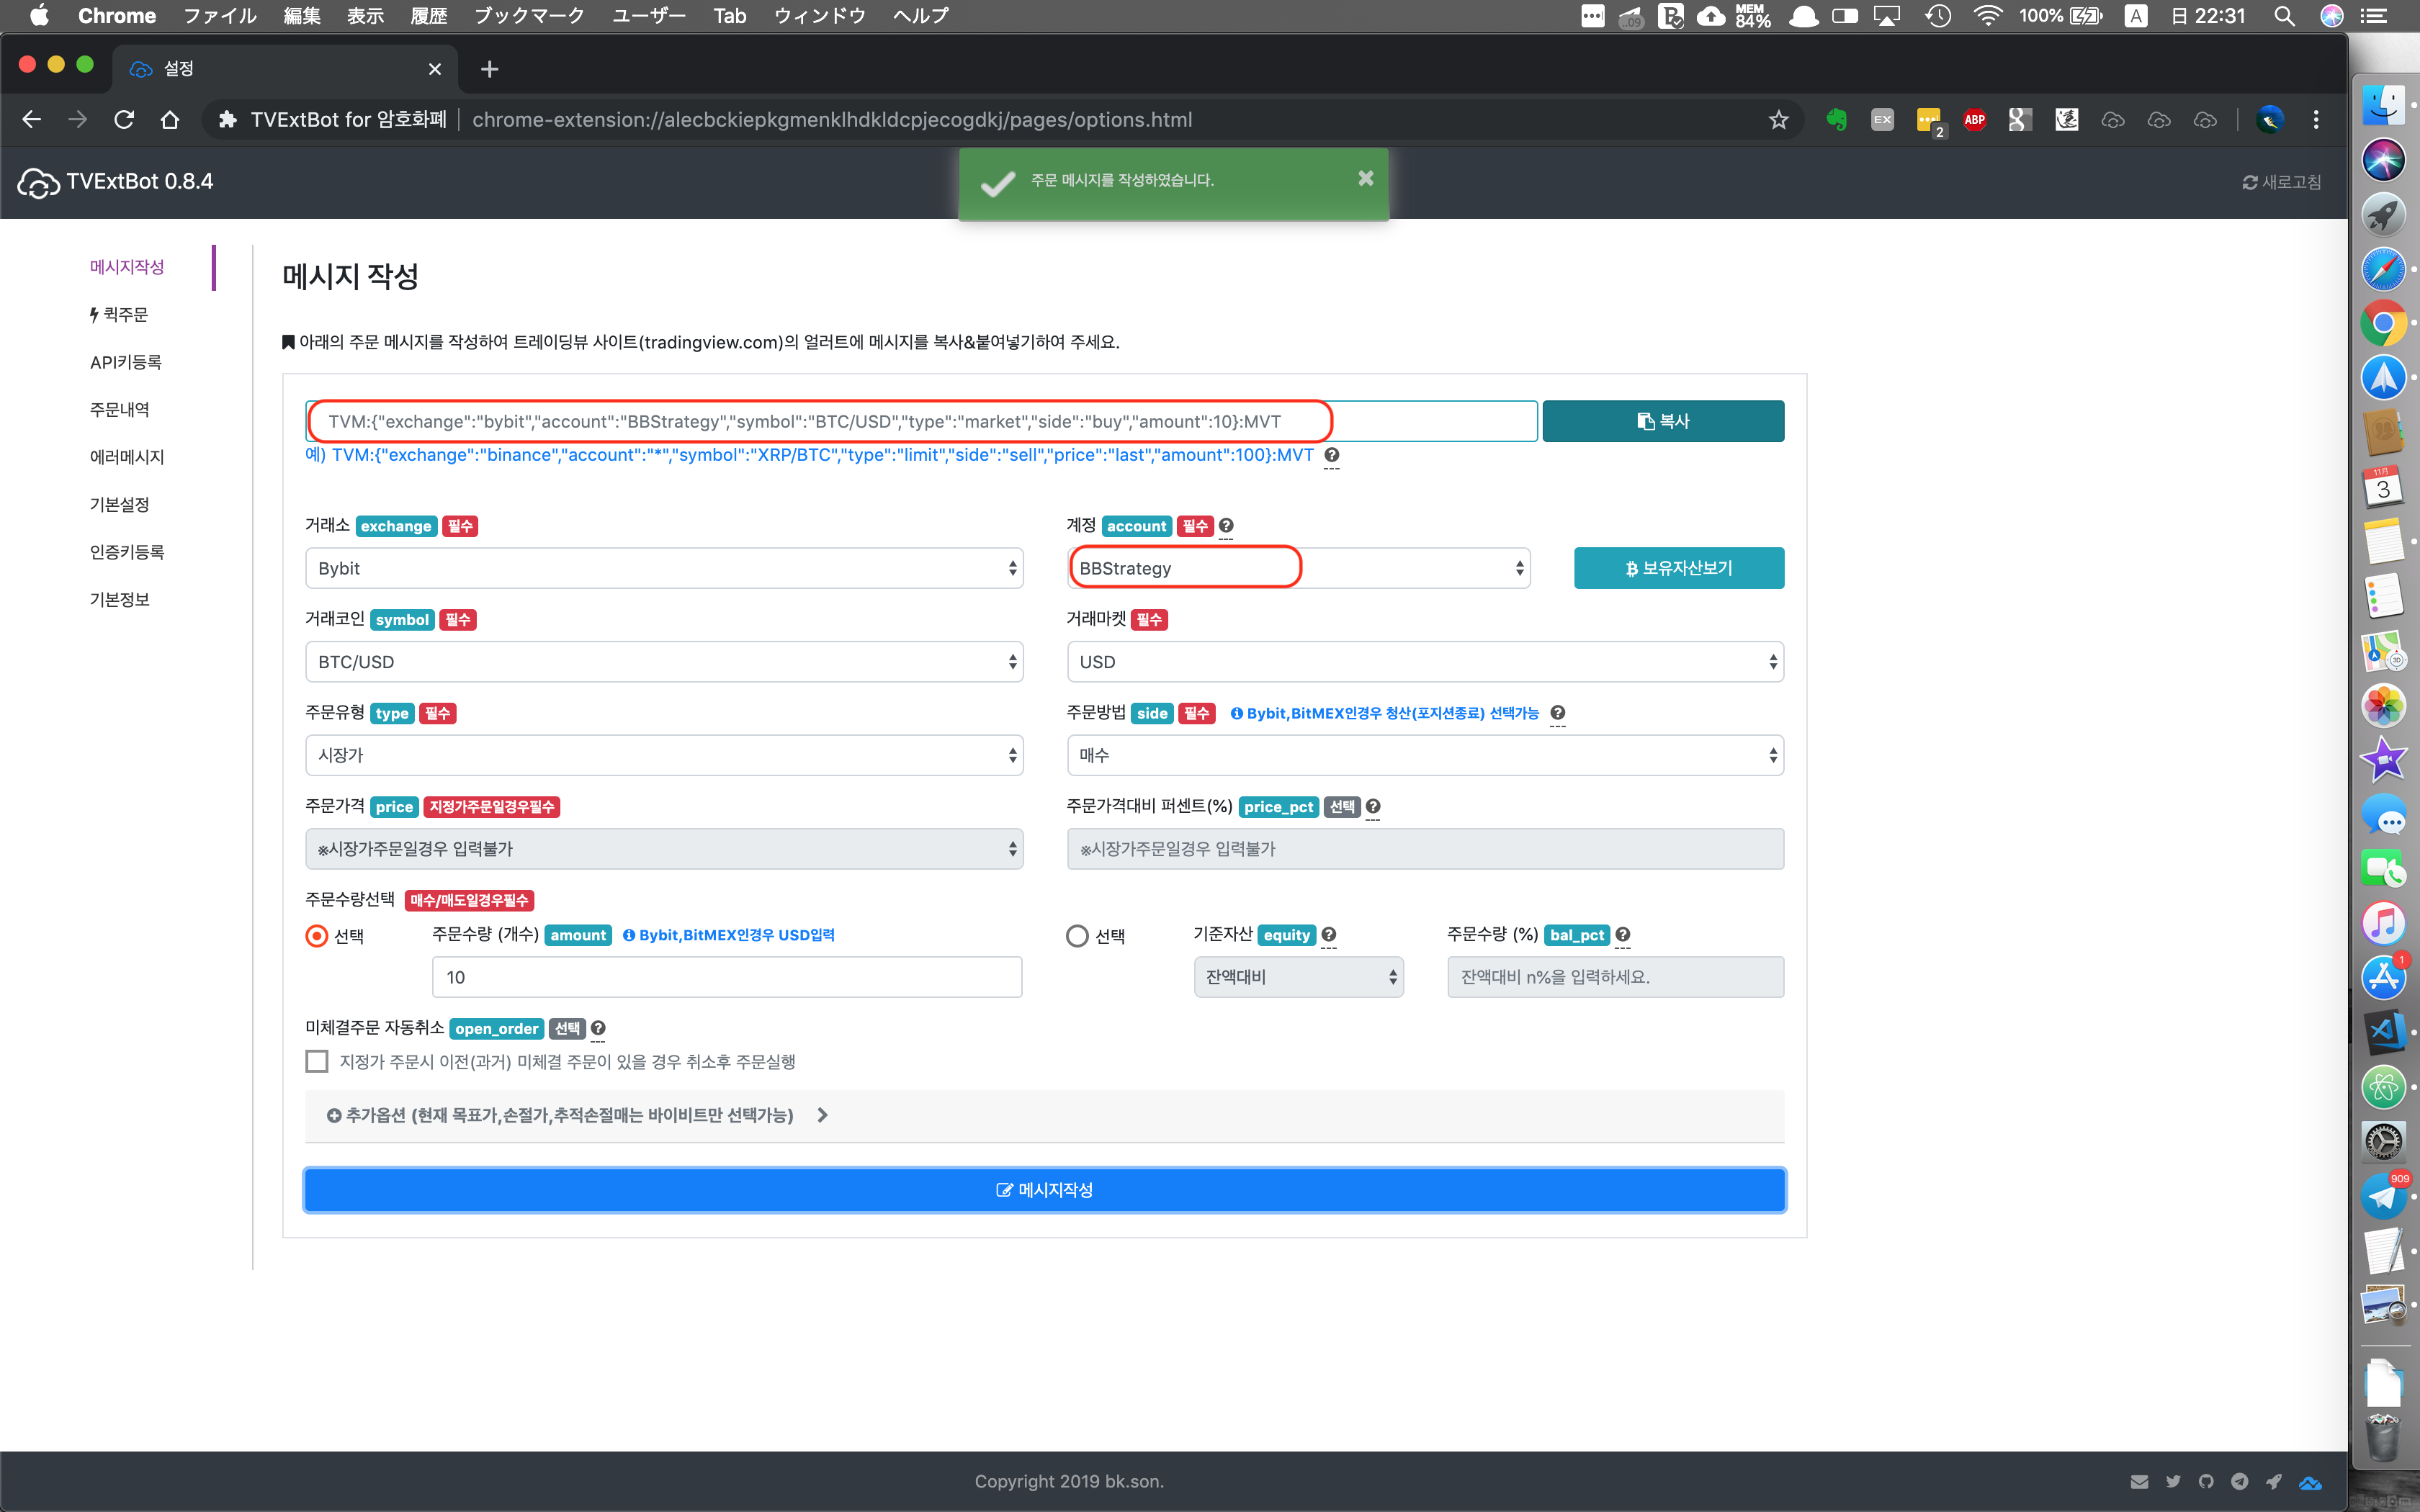 Chrome ファイル 編集 表示 履歴 ブックマーク ユーザー Tab ウィンドウ ヘルプ
MEM 84% 100% A 日 22:31
설정
TVExtBot for 암호화폐 chrome-extension://alecbckiepkgmenklhdkldcpjecogdkj/pages/options.html
EX 2 ABP
TVExtBot 0.8.4
주문 메시지를 작성하였습니다.
새로고침
메시지작성
퀵주문
API키등록
주문내역
에러메시지
기본설정
인증키등록
기본정보
메시지 작성
아래의 주문 메시지를 작성하여 트레이딩뷰 사이트(tradingview.com)의 얼러트에 메시지를 복사&붙여넣기하여 주세요.
TVM:{"exchange":"bybit","account":"BBStrategy","symbol":"BTC/USD","type":"market","side":"buy","amount":10}:MVT
복사
예) TVM:{"exchange":"binance","account":"*","symbol":"XRP/BTC","type":"limit","side":"sell","price":"last","amount":100}:MVT
거래소 exchange 필수
계정 account 필수
Bybit
BBStrategy
보유자산보기
거래코인 symbol 필수
거래마켓 필수
BTC/USD
USD
주문유형 type 필수
주문방법 side 필수 Bybit,BitMEX인경우 청산(포지션종료) 선택가능
시장가
매수
주문가격 price 지정가주문일경우필수
주문가격대비 퍼센트(%) price_pct 선택
※시장가주문일경우 입력불가
※시장가주문일경우 입력불가
주문수량선택 매수/매도일경우필수
선택 주문수량 (개수) amount Bybit,BitMEX인경우 USD입력
선택 기준자산 equity 주문수량 (%) bal_pct
10
잔액대비
잔액대비 n%을 입력하세요.
미체결주문 자동취소 open_order 선택
지정가 주문시 이전(과거) 미체결 주문이 있을 경우 취소후 주문실행
추가옵션 (현재 목표가,손절가,추적손절매는 바이비트만 선택가능)
메시지작성
Copyright 2019 bk.son.
11月
3
1
909